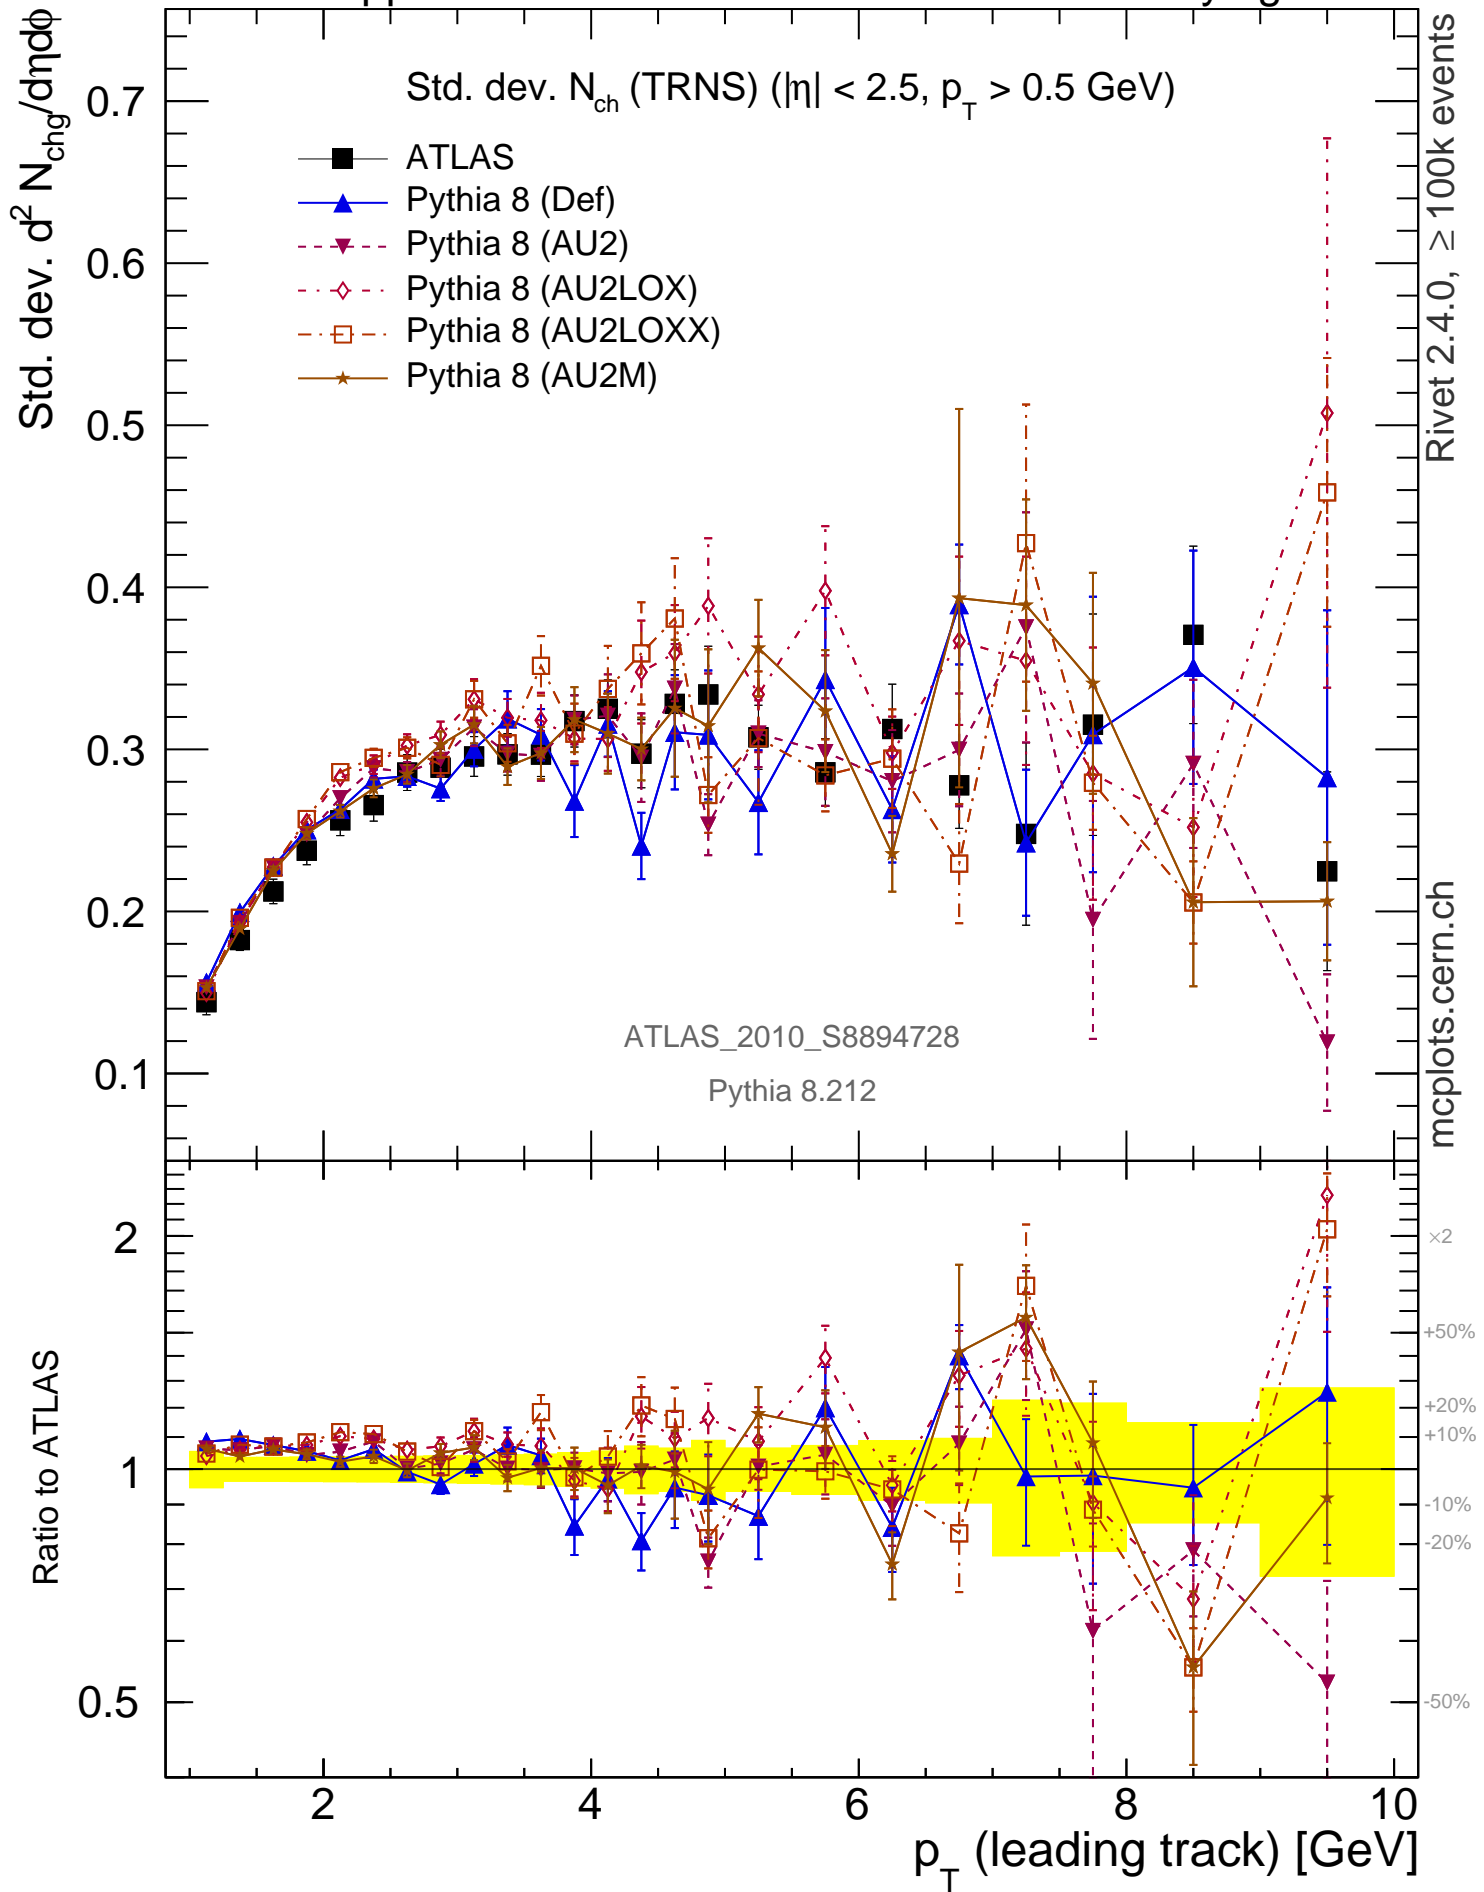 Std. dev. N_ch (TRNS) (|η| < 2.5, p_T > 0.5 GeV)
ATLAS
Pythia 8 (Def)
Pythia 8 (AU2)
Pythia 8 (AU2LOX)
Pythia 8 (AU2LOXX)
Pythia 8 (AU2M)
Std. dev. d² N_chg/dηdφ
0.7
0.6
0.5
0.4
0.3
0.2
0.1
ATLAS_2010_S8894728
Pythia 8.212
Rivet 2.4.0, ≥ 100k events
mcplots.cern.ch
Ratio to ATLAS
2
1
0.5
×2
+50%
+20%
+10%
-10%
-20%
-50%
2
4
6
8
10
p_T (leading track) [GeV]